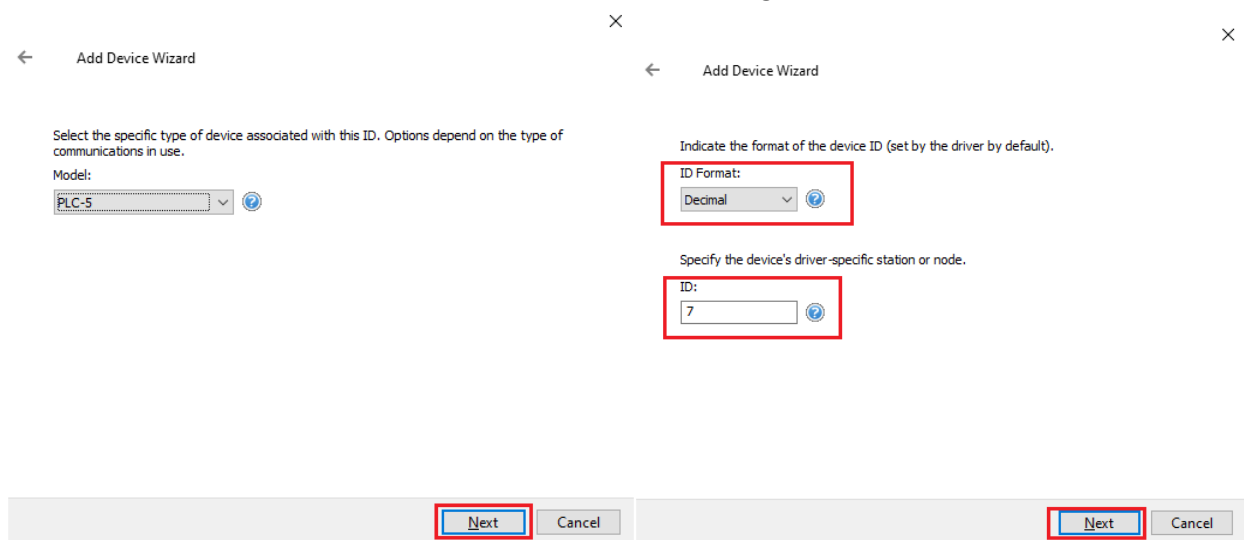 Add Device Wizard
Select the specific type of device associated with this ID. Options depend on the type of
communications in use.
Model:
PLC-5
Next
Cancel
Add Device Wizard
Indicate the format of the device ID (set by the driver by default).
ID Format:
Decimal
Specify the device's driver-specific station or node.
ID:
7
Next
Cancel